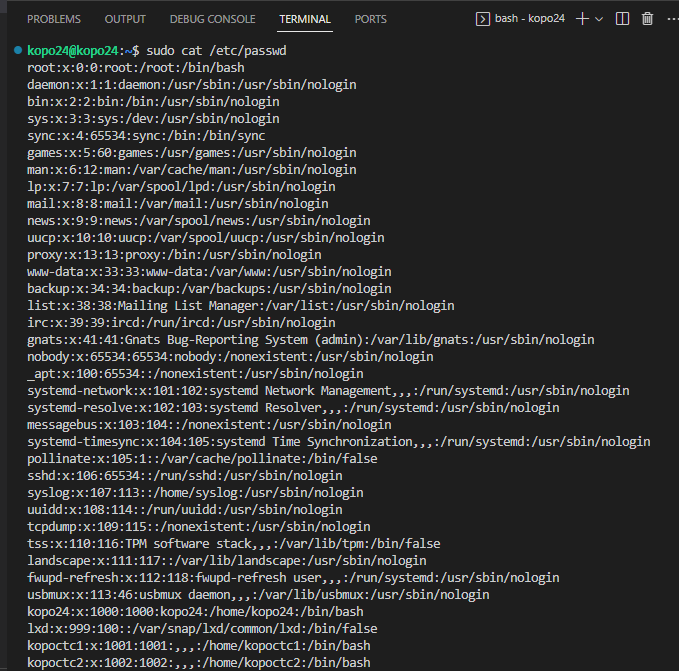 PROBLEMS OUTPUT DEBUG CONSOLE TERMINAL PORTS bash - kopo24
kopo24@kopo24:~$ sudo cat /etc/passwd
root:x:0:0:root:/root:/bin/bash
daemon:x:1:1:daemon:/usr/sbin:/usr/sbin/nologin
bin:x:2:2:bin:/bin:/usr/sbin/nologin
sys:x:3:3:sys:/dev:/usr/sbin/nologin
sync:x:4:65534:sync:/bin:/bin/sync
games:x:5:60:games:/usr/games:/usr/sbin/nologin
man:x:6:12:man:/var/cache/man:/usr/sbin/nologin
lp:x:7:7:lp:/var/spool/lpd:/usr/sbin/nologin
mail:x:8:8:mail:/var/mail:/usr/sbin/nologin
news:x:9:9:news:/var/spool/news:/usr/sbin/nologin
uucp:x:10:10:uucp:/var/spool/uucp:/usr/sbin/nologin
proxy:x:13:13:proxy:/bin:/usr/sbin/nologin
www-data:x:33:33:www-data:/var/www:/usr/sbin/nologin
backup:x:34:34:backup:/var/backups:/usr/sbin/nologin
list:x:38:38:Mailing List Manager:/var/list:/usr/sbin/nologin
irc:x:39:39:ircd:/run/ircd:/usr/sbin/nologin
gnats:x:41:41:Gnats Bug-Reporting System (admin):/var/lib/gnats:/usr/sbin/nologin
nobody:x:65534:65534:nobody:/nonexistent:/usr/sbin/nologin
_apt:x:100:65534::/nonexistent:/usr/sbin/nologin
systemd-network:x:101:102:systemd Network Management,,,:/run/systemd:/usr/sbin/nologin
systemd-resolve:x:102:103:systemd Resolver,,,:/run/systemd:/usr/sbin/nologin
messagebus:x:103:104::/nonexistent:/usr/sbin/nologin
systemd-timesync:x:104:105:systemd Time Synchronization,,,:/run/systemd:/usr/sbin/nologin
pollinate:x:105:1::/var/cache/pollinate:/bin/false
sshd:x:106:65534::/run/sshd:/usr/sbin/nologin
syslog:x:107:113::/home/syslog:/usr/sbin/nologin
uuidd:x:108:114::/run/uuidd:/usr/sbin/nologin
tcpdump:x:109:115::/nonexistent:/usr/sbin/nologin
tss:x:110:116:TPM software stack,,,:/var/lib/tpm:/bin/false
landscape:x:111:117::/var/lib/landscape:/usr/sbin/nologin
fwupd-refresh:x:112:118:fwupd-refresh user,,,:/run/systemd:/usr/sbin/nologin
usbmux:x:113:46:usbmux daemon,,,:/var/lib/usbmux:/usr/sbin/nologin
kopo24:x:1000:1000:kopo24:/home/kopo24:/bin/bash
lxd:x:999:100::/var/snap/lxd/common/lxd:/bin/false
kopoctc1:x:1001:1001:,,,:/home/kopoctc1:/bin/bash
kopoctc2:x:1002:1002:,,,:/home/kopoctc2:/bin/bash